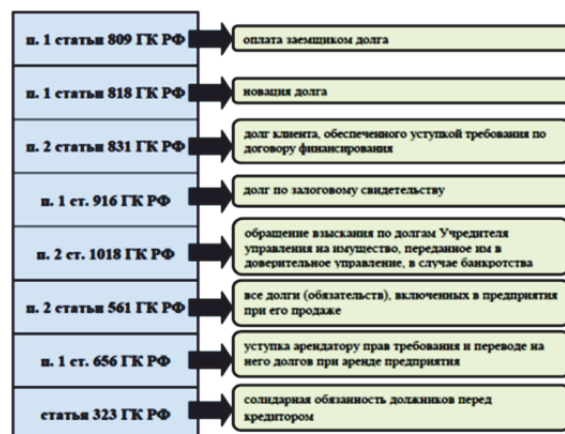 п. 1 статьи 809 ГК РФ
оплата заемщиком долга
п. 1 статьи 818 ГК РФ
новация долга
п. 2 статьи 831 ГК РФ
долг клиента, обеспеченного уступкой требования по
договору финансирования
п. 1 ст. 916 ГК РФ
долг по залоговому свидетельству
п. 2 ст. 1018 ГК РФ
обращение взыскания по долгам Учредителя
управления на имущество, переданное им в
доверительное управление, в случае банкротства
п. 2 статьи 561 ГК РФ
все долги (обязательств), включенных в предприятия
при его продаже
п. 1 ст. 656 ГК РФ
уступка арендатору прав требования и переводе на
него долгов при аренде предприятия
статья 323 ГК РФ
солидарная обязанность должников перед
кредитором